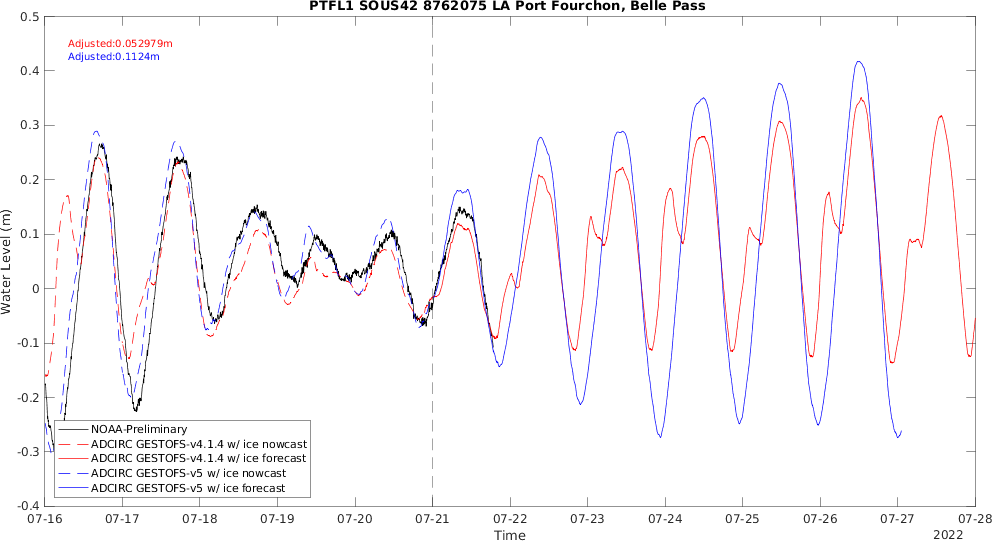 PTFL1 SOUS42 8762075 LA Port Fourchon, Belle Pass
0.5
Adjusted:0.052979m
Adjusted:0.1124m
0.4
0.3
0.2
0.1
0
-0.1
-0.2
-0.3
-0.4
Water Level (m)
NOAA-Preliminary
ADCIRC GESTOFS-v4.1.4 w/ ice nowcast
ADCIRC GESTOFS-v4.1.4 w/ ice forecast
ADCIRC GESTOFS-v5 w/ ice nowcast
ADCIRC GESTOFS-v5 w/ ice forecast
07-16 07-17 07-18 07-19 07-20 07-21 07-22 07-23 07-24 07-25 07-26 07-27 07-28
Time
2022